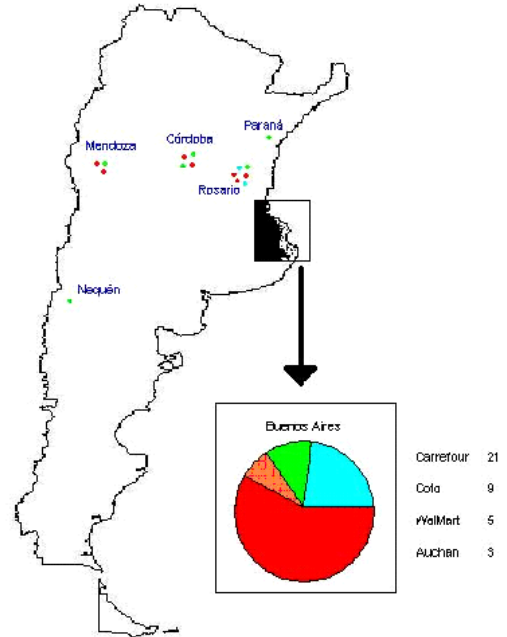 Paraná
Mendoza
Córdoba
Rosario
Nequén
Buenos Aires
Carrefour 21
Coto 9
WalMart 5
Auchan 3